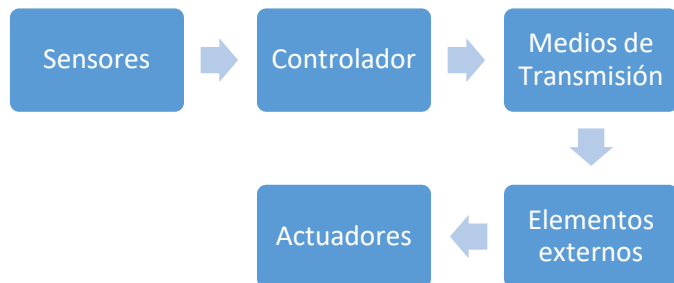 Sensores
Controlador
Medios de
Transmisión
Elementos
externos
Actuadores